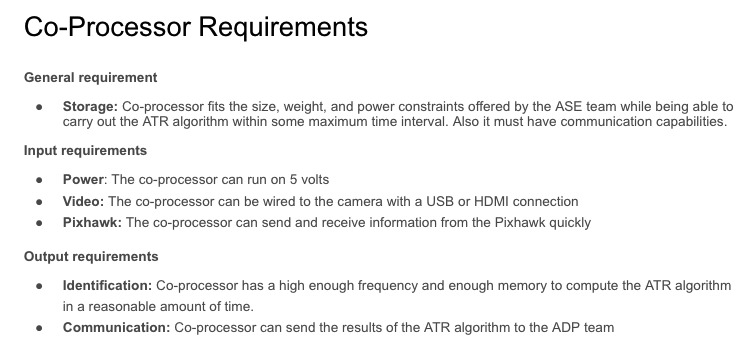 Co-Processor Requirements
General requirement
● Storage: Co-processor fits the size, weight, and power constraints offered by the ASE team while being able to
carry out the ATR algorithm within some maximum time interval. Also it must have communication capabilities.
Input requirements
● Power: The co-processor can run on 5 volts
● Video: The co-processor can be wired to the camera with a USB or HDMI connection
● Pixhawk: The co-processor can send and receive information from the Pixhawk quickly
Output requirements
● Identification: Co-processor has a high enough frequency and enough memory to compute the ATR algorithm
in a reasonable amount of time.
● Communication: Co-processor can send the results of the ATR algorithm to the ADP team